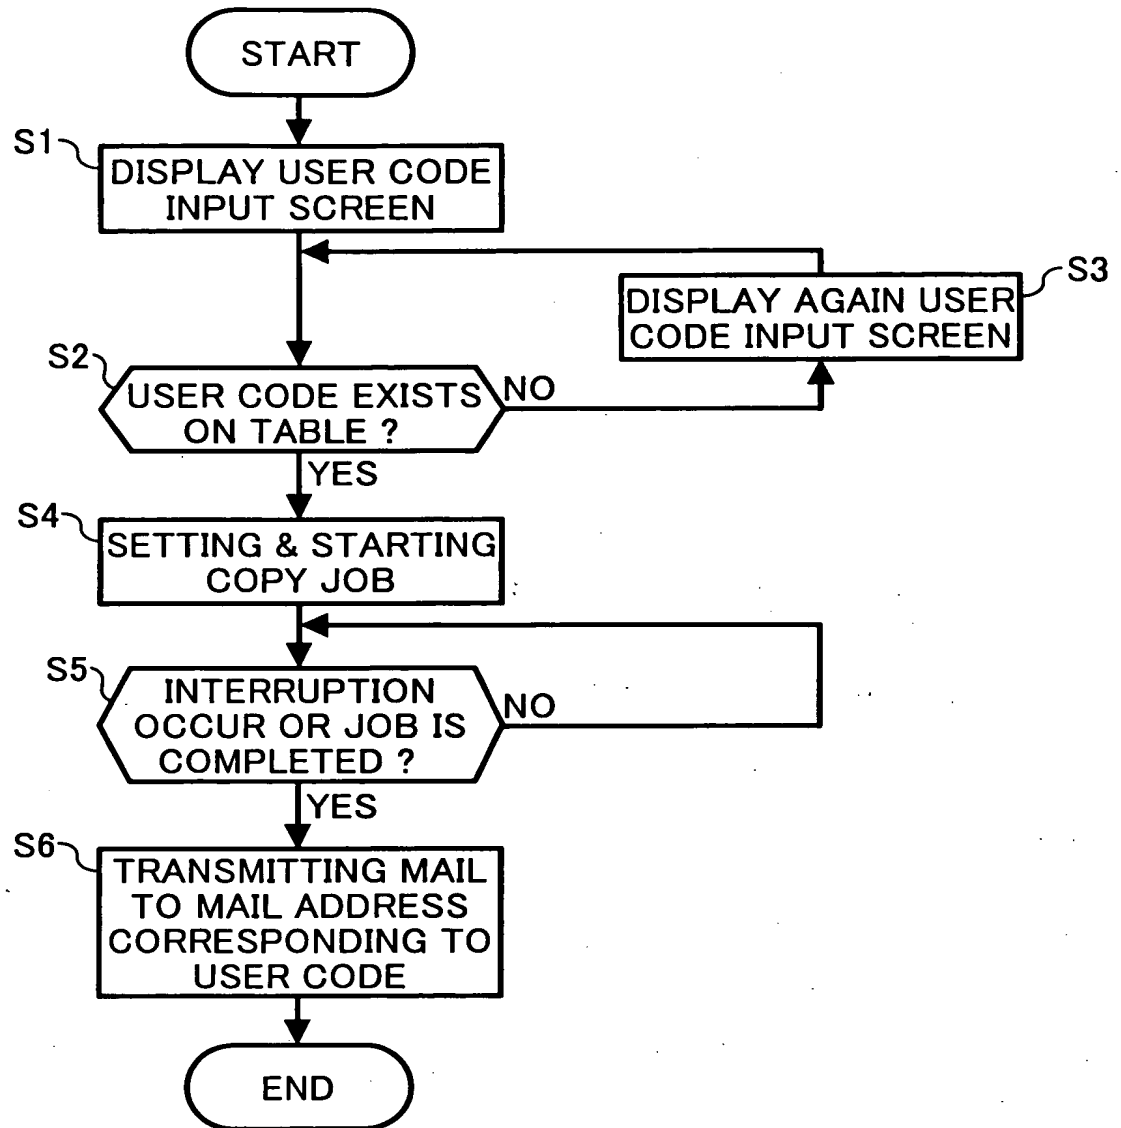 START
S1
DISPLAY USER CODE
INPUT SCREEN
S3
DISPLAY AGAIN USER
CODE INPUT SCREEN
S2
USER CODE EXISTS
ON TABLE ?
NO
YES
S4
SETTING & STARTING
COPY JOB
S5
INTERRUPTION
OCCUR OR JOB IS
COMPLETED ?
NO
YES
S6
TRANSMITTING MAIL
TO MAIL ADDRESS
CORRESPONDING TO
USER CODE
END